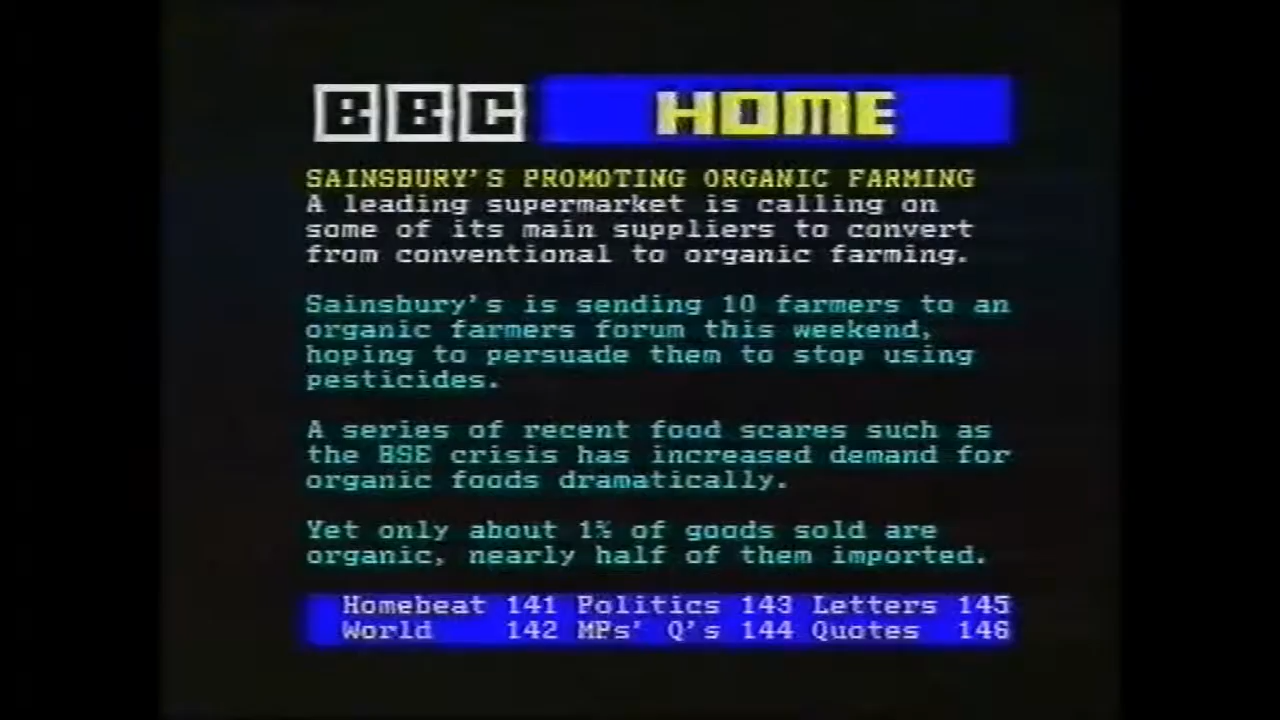 BBC HOME
SAINSBURY'S PROMOTING ORGANIC FARMING
A leading supermarket is calling on
some of its main suppliers to convert
from conventional to organic farming.
Sainsbury's is sending 10 farmers to an
organic farmers forum this weekend,
hoping to persuade them to stop using
pesticides.
A series of recent food scares such as
the BSE crisis has increased demand for
organic foods dramatically.
Yet only about 1% of goods sold are
organic, nearly half of them imported.
Homebeat 141 Politics 143 Letters 145
World 142 MPs' Q's 144 Quotes 146